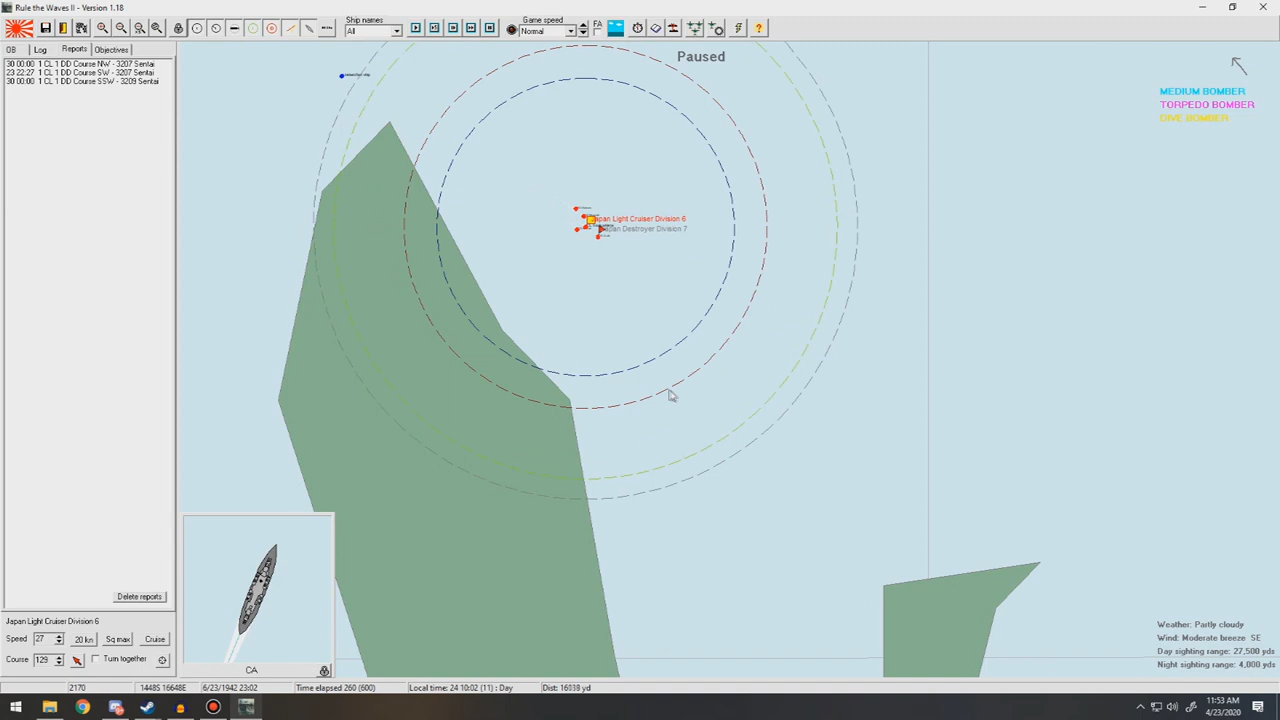 Rule the Waves II - Version 1.18
Ship names
All
Game speed
Normal
FA
OB
Log
Reports
Objectives
30 00:00 1 CL 1 DD Course NW - 3207 Sentai
23 22:27 1 CL 1 DD Course SW - 3207 Sentai
30 00:00 1 CL 1 DD Course SSW - 3209 Sentai
Paused
MEDIUM BOMBER
TORPEDO BOMBER
DIVE BOMBER
Japan Light Cruiser Division 6
Japan Destroyer Division 7
Delete reports
Japan Light Cruiser Division 6
Speed
27
20 kn
Sq max
Cruise
Course
123
Turn together
CA
Weather: Partly cloudy
Wind: Moderate breeze SE
Day sighting range: 27,500 yds
Night sighting range: 4,000 yds
2170
1448S 16648E
6/23/1942 23:02
Time elapsed 260 (600)
Local time: 24 10:02 (11) : Day
Dist: 16038 yd
11:53 AM
4/23/2020